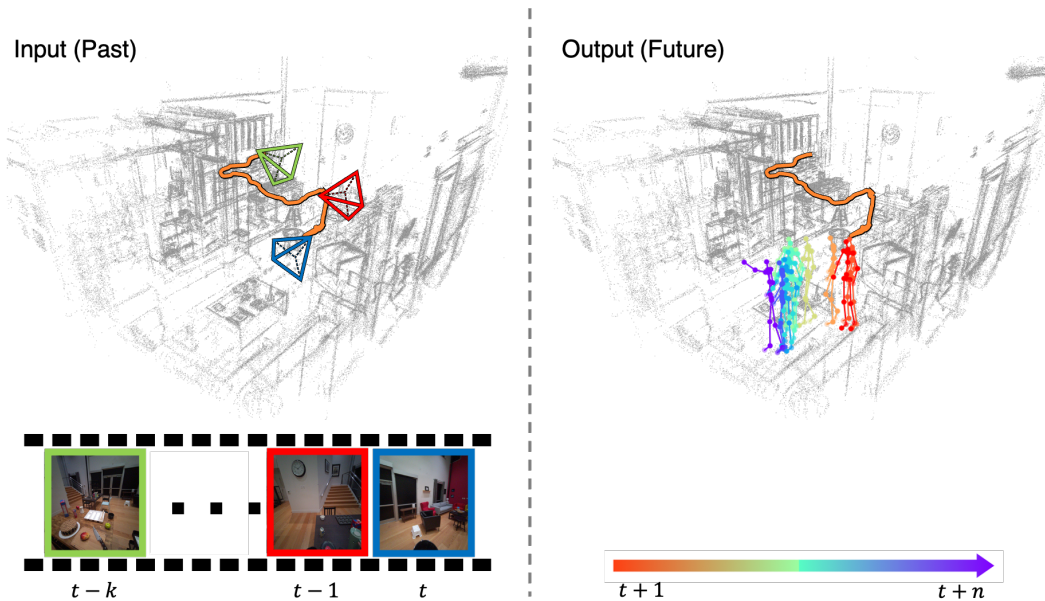 Input (Past)
Output (Future)
t − k
t − 1
t
t + 1
t + n